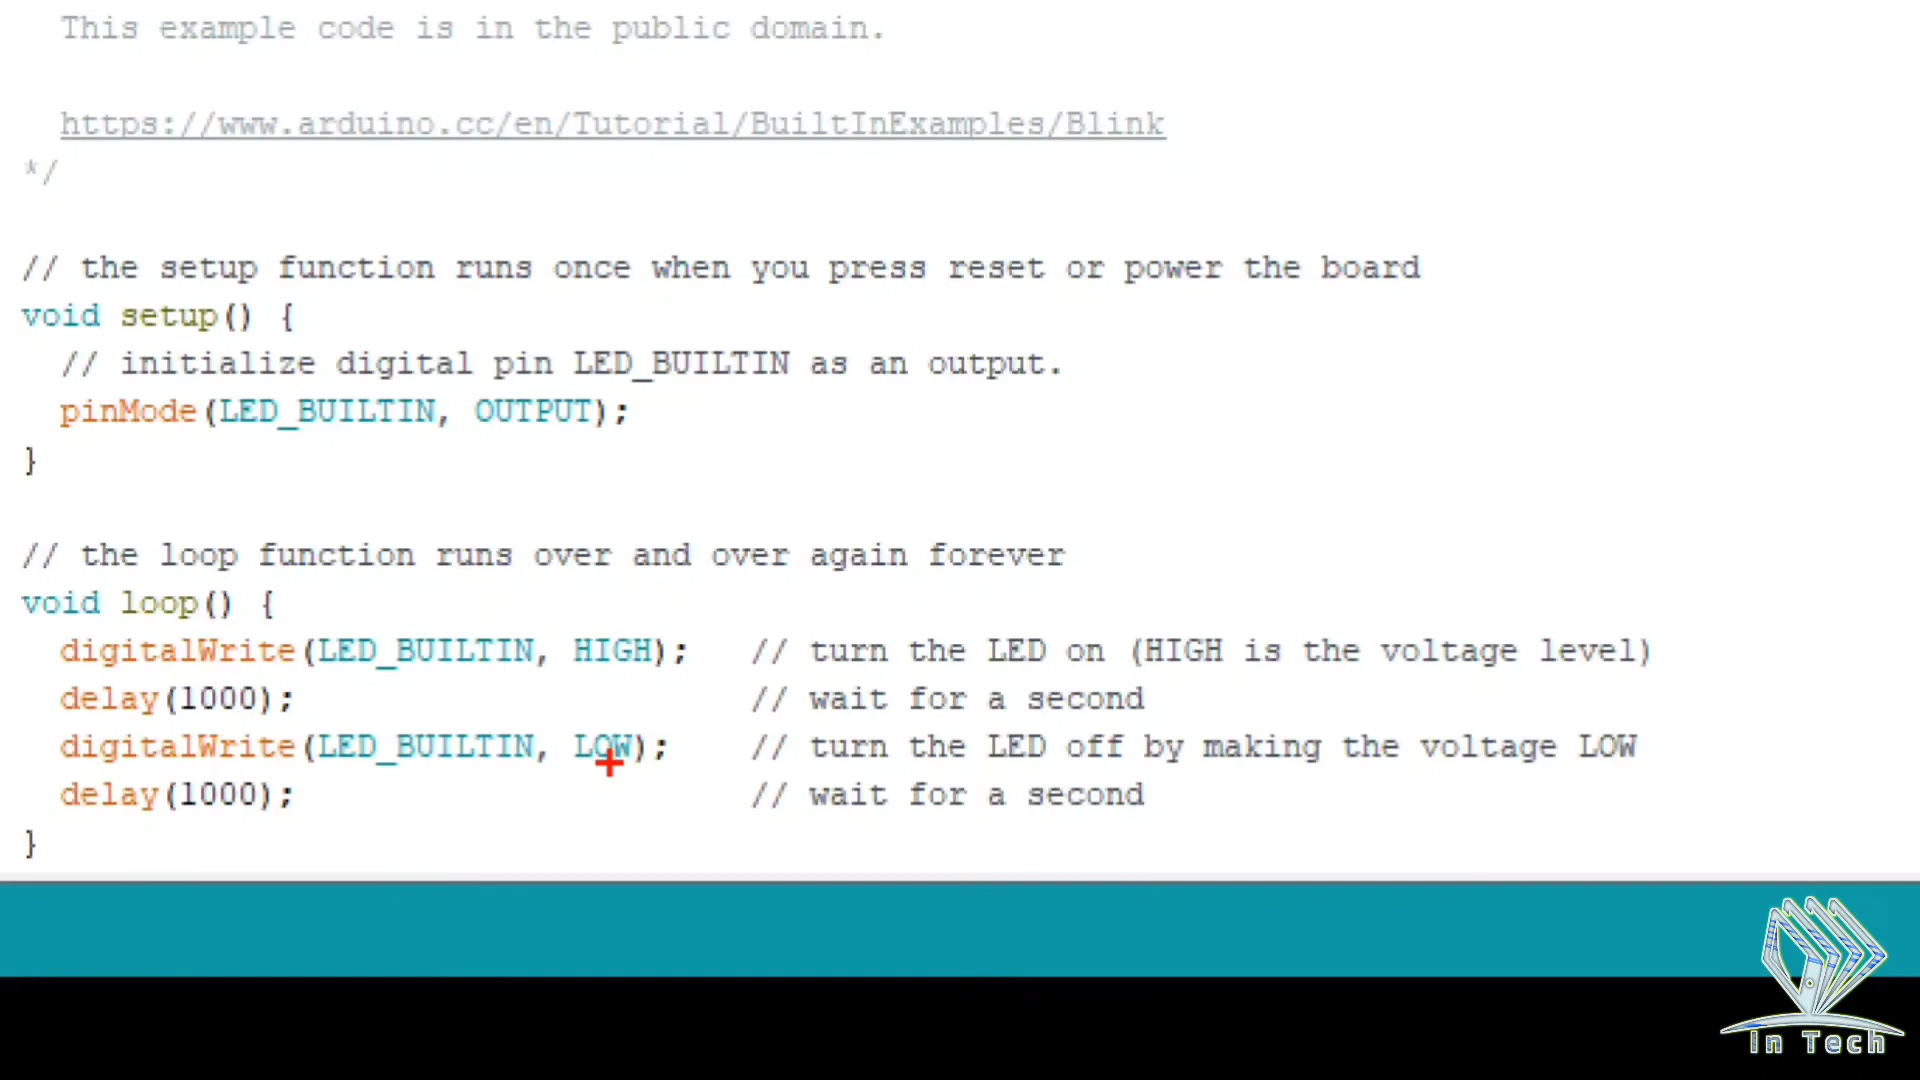 This example code is in the public domain.
https://www.arduino.cc/en/Tutorial/BuiltInExamples/Blink
*/
// the setup function runs once when you press reset or power the board
void setup() {
// initialize digital pin LED_BUILTIN as an output.
pinMode(LED_BUILTIN, OUTPUT);
}
// the loop function runs over and over again forever
void loop() {
digitalWrite(LED_BUILTIN, HIGH);   // turn the LED on (HIGH is the voltage level)
delay(1000);                       // wait for a second
digitalWrite(LED_BUILTIN, LOW);    // turn the LED off by making the voltage LOW
delay(1000);                       // wait for a second
}
In Tech